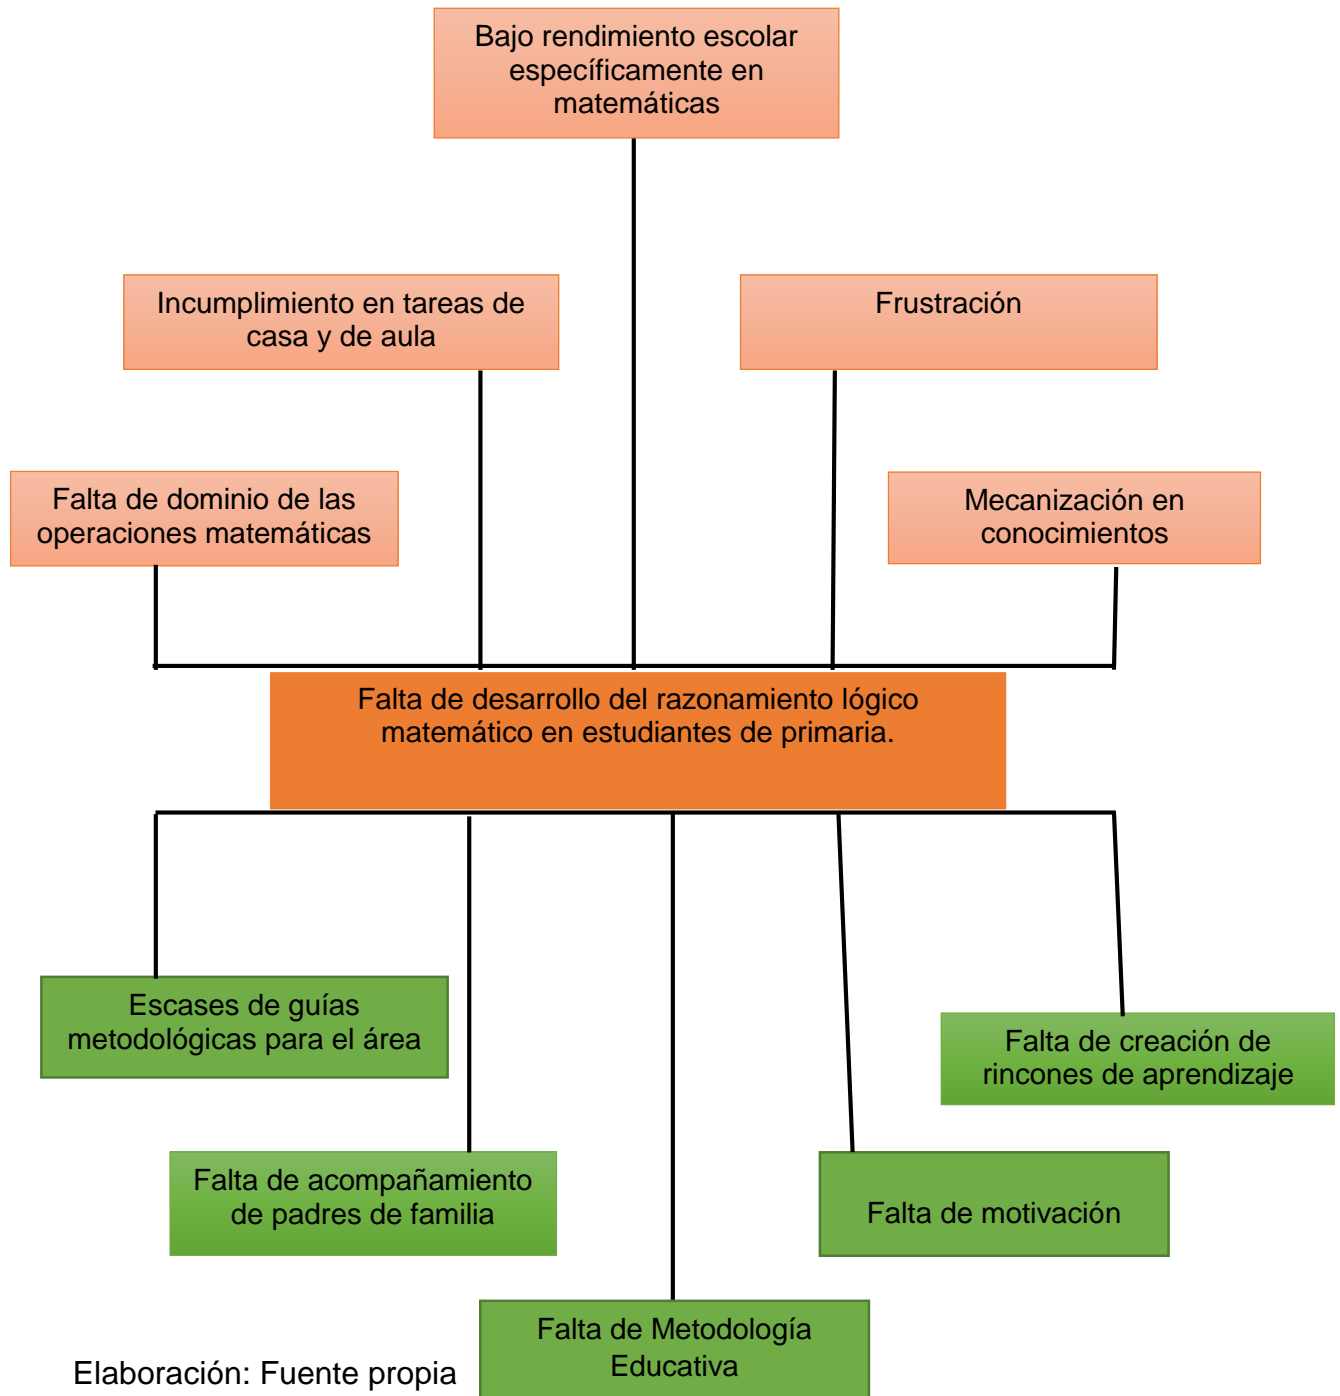 Bajo rendimiento escolar
específicamente en
matemáticas
Incumplimiento en tareas de
casa y de aula
Frustración
Falta de dominio de las
operaciones matemáticas
Mecanización en
conocimientos
Falta de desarrollo del razonamiento lógico
matemático en estudiantes de primaria.
Escases de guías
metodológicas para el área
Falta de creación de
rincones de aprendizaje
Falta de acompañamiento
de padres de familia
Falta de motivación
Falta de Metodología
Educativa
Elaboración: Fuente propia